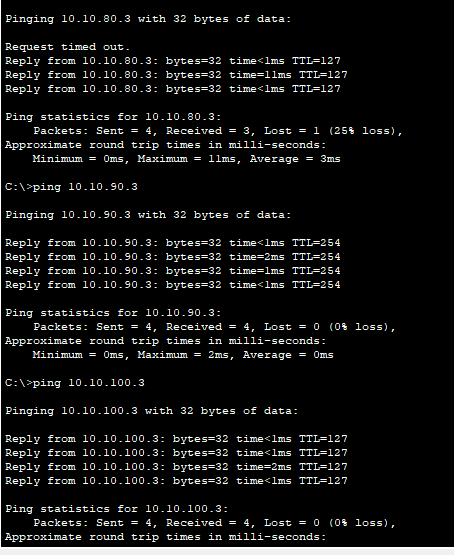 Pinging 10.10.80.3 with 32 bytes of data:
Request timed out.
Reply from 10.10.80.3: bytes=32 time<1ms TTL=127
Reply from 10.10.80.3: bytes=32 time=11ms TTL=127
Reply from 10.10.80.3: bytes=32 time<1ms TTL=127
Ping statistics for 10.10.80.3:
Packets: Sent = 4, Received = 3, Lost = 1 (25% loss),
Approximate round trip times in milli-seconds:
Minimum = 0ms, Maximum = 11ms, Average = 3ms
C:\>ping 10.10.90.3
Pinging 10.10.90.3 with 32 bytes of data:
Reply from 10.10.90.3: bytes=32 time<1ms TTL=254
Reply from 10.10.90.3: bytes=32 time=2ms TTL=254
Reply from 10.10.90.3: bytes=32 time=1ms TTL=254
Reply from 10.10.90.3: bytes=32 time<1ms TTL=254
Ping statistics for 10.10.90.3:
Packets: Sent = 4, Received = 4, Lost = 0 (0% loss),
Approximate round trip times in milli-seconds:
Minimum = 0ms, Maximum = 2ms, Average = 0ms
C:\>ping 10.10.100.3
Pinging 10.10.100.3 with 32 bytes of data:
Reply from 10.10.100.3: bytes=32 time<1ms TTL=127
Reply from 10.10.100.3: bytes=32 time<1ms TTL=127
Reply from 10.10.100.3: bytes=32 time=2ms TTL=127
Reply from 10.10.100.3: bytes=32 time<1ms TTL=127
Ping statistics for 10.10.100.3:
Packets: Sent = 4, Received = 4, Lost = 0 (0% loss),
Approximate round trip times in milli-seconds: